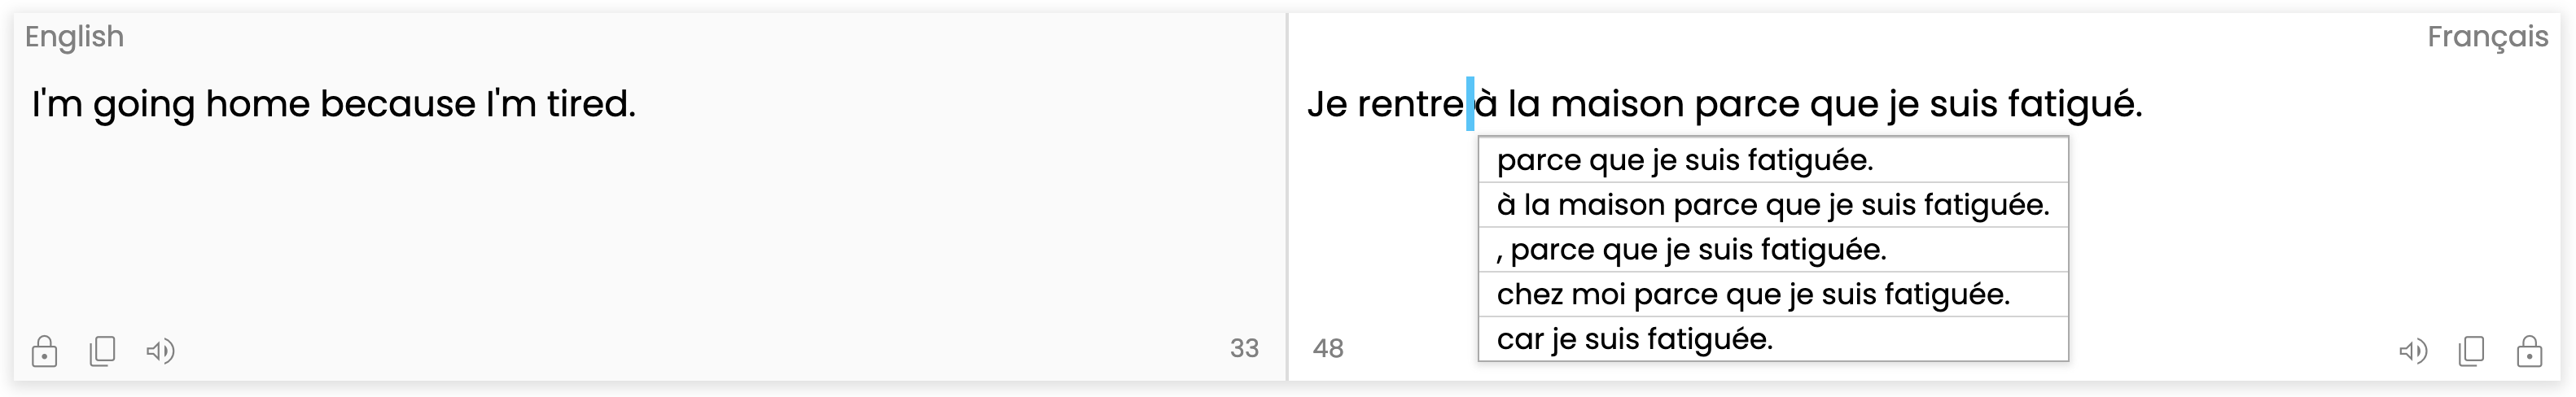 English
I'm going home because I'm tired.
33
Français
Je rentre à la maison parce que je suis fatigué.
parce que je suis fatiguée.
à la maison parce que je suis fatiguée.
, parce que je suis fatiguée.
chez moi parce que je suis fatiguée.
car je suis fatiguée.
48